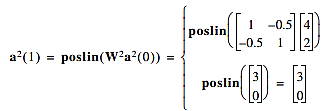 a²(1) = poslin(W²a²(0)) = { poslin([1 -0.5; -0.5 1][4; 2])
poslin([3; 0]) = [3; 0]